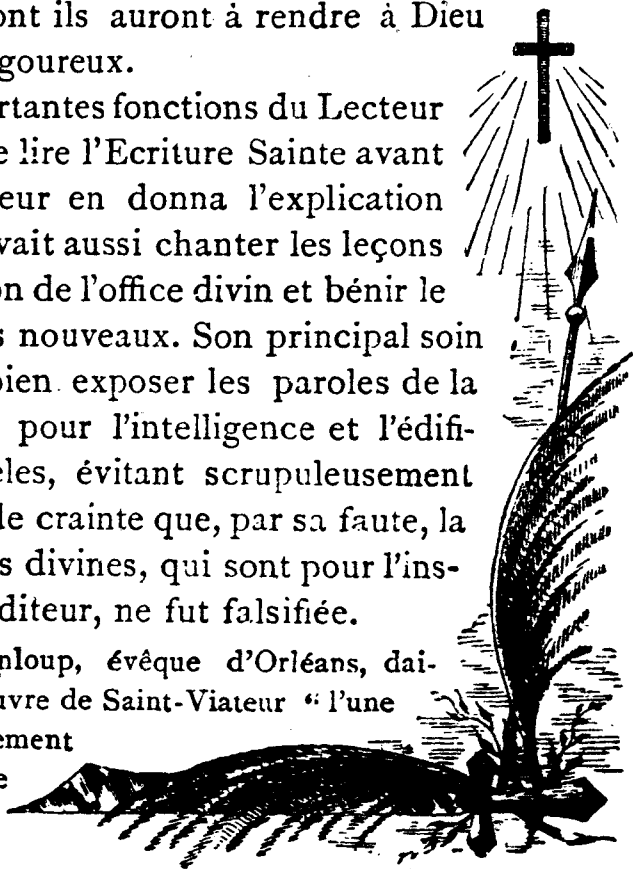 ont ils auront à rendre à Dieu
goureux.
rtantes fonctions du Lecteur
e lire l'Ecriture Sainte avant
eur en donna l'explication
vait aussi chanter les leçons
on de l'office divin et bénir le
s nouveaux. Son principal soin
bien exposer les paroles de la
pour l'intelligence et l'édifi-
èles, évitant scrupuleusement
de crainte que, par sa faute, la
s divines, qui sont pour l'ins-
diteur, ne fut falsifiée.
nloup, évêque d'Orléans, dai-
uvre de Saint-Viateur “ l'une
ement
e